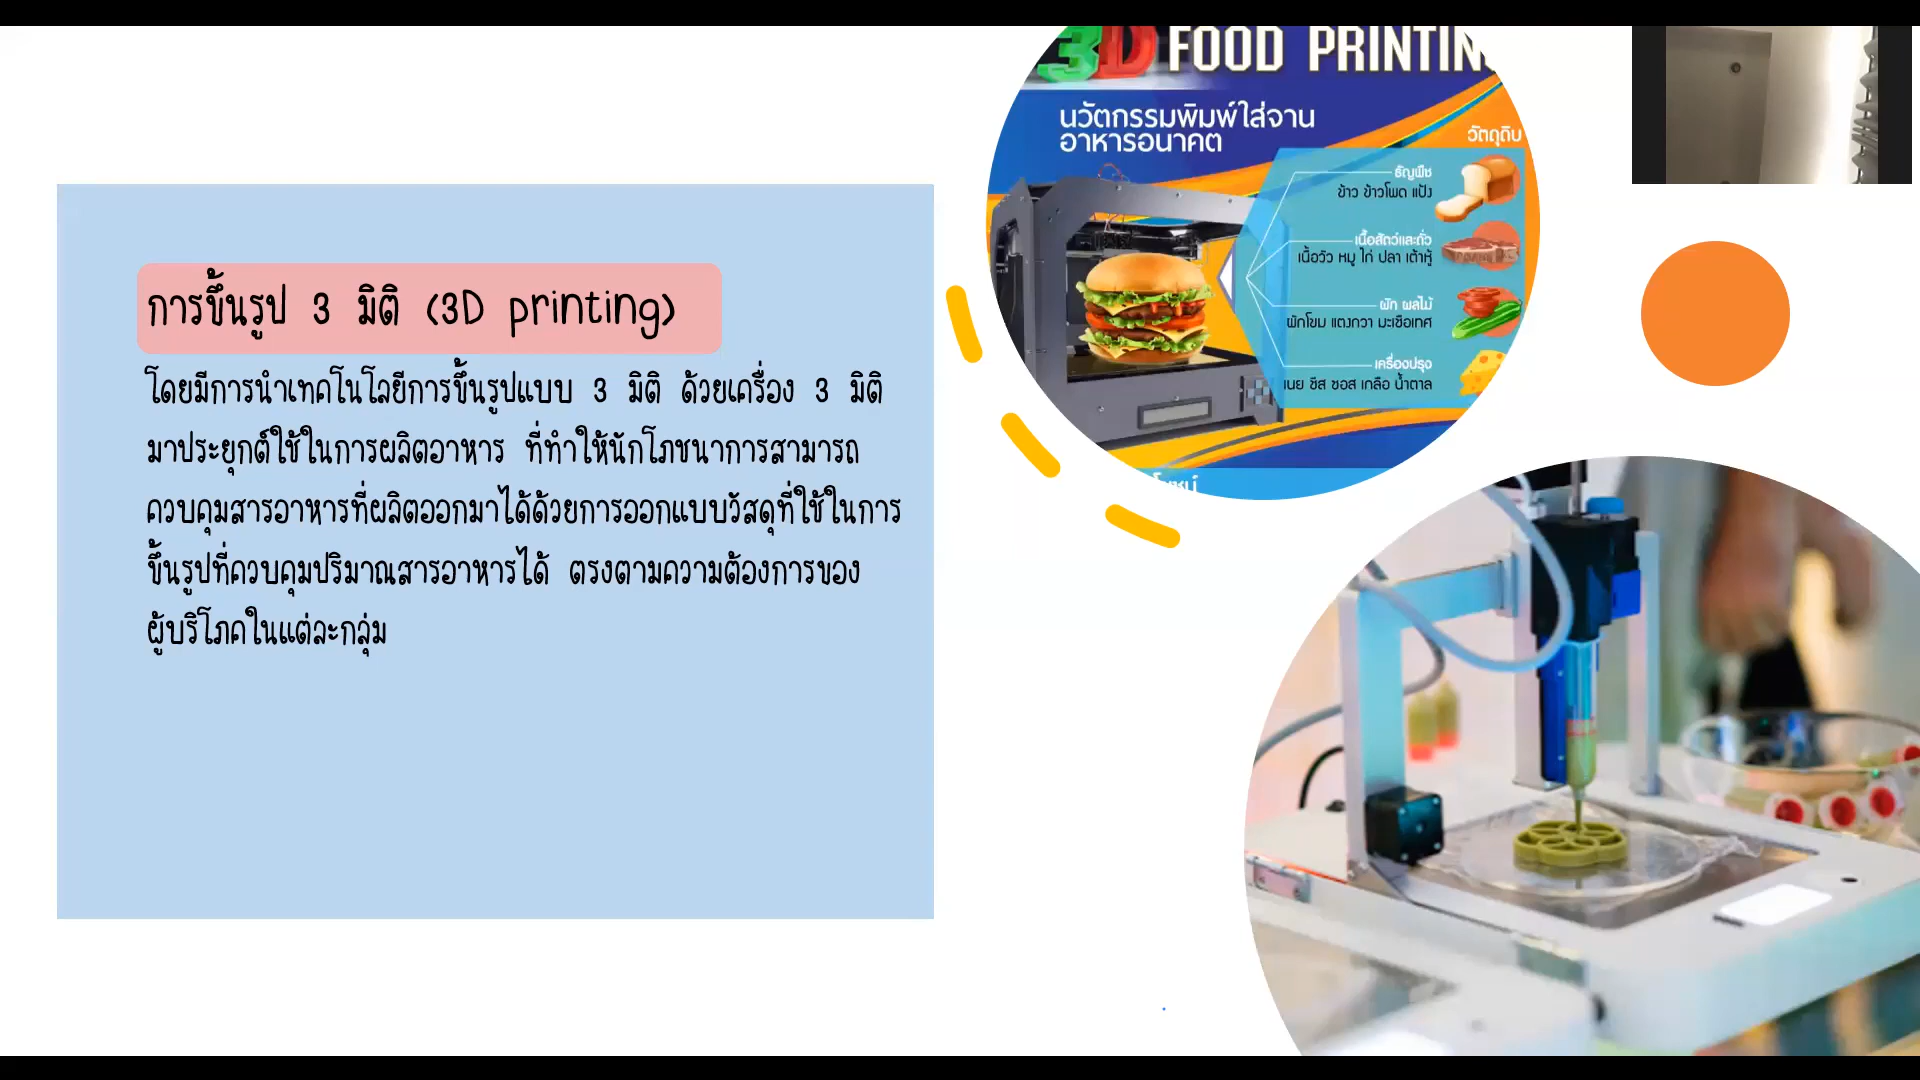 การขึ้นรูป 3 มิติ (3D printing)
โดยมีการนำเทคโนโลยีการขึ้นรูปแบบ 3 มิติ ด้วยเครื่อง 3 มิติ
มาประยุกต์ใช้ในการผลิตอาหาร ที่ทำให้นักโภชนาการสามารถ
ควบคุมสารอาหารที่ผลิตออกมาได้ด้วยการออกแบบวัสดุที่ใช้ในการ
ขึ้นรูปที่ควบคุมปริมาณสารอาหารได้ ตรงตามความต้องการของ
ผู้บริโภคในแต่ละกลุ่ม
3D FOOD PRINTING
นวัตกรรมพิมพ์ใส่จาน
อาหารอนาคต
วัตถุดิบ
ธัญพืช
ข้าว ข้าวโพด แป้ง
เนื้อสัตว์และถั่ว
เนื้อวัว หมู ไก่ ปลา เต้าหู้
ผัก ผลไม้
ผักโขม แตงกวา มะเขือเทศ
เครื่องปรุง
เนย ชีส ซอส เกลือ น้ำตาล